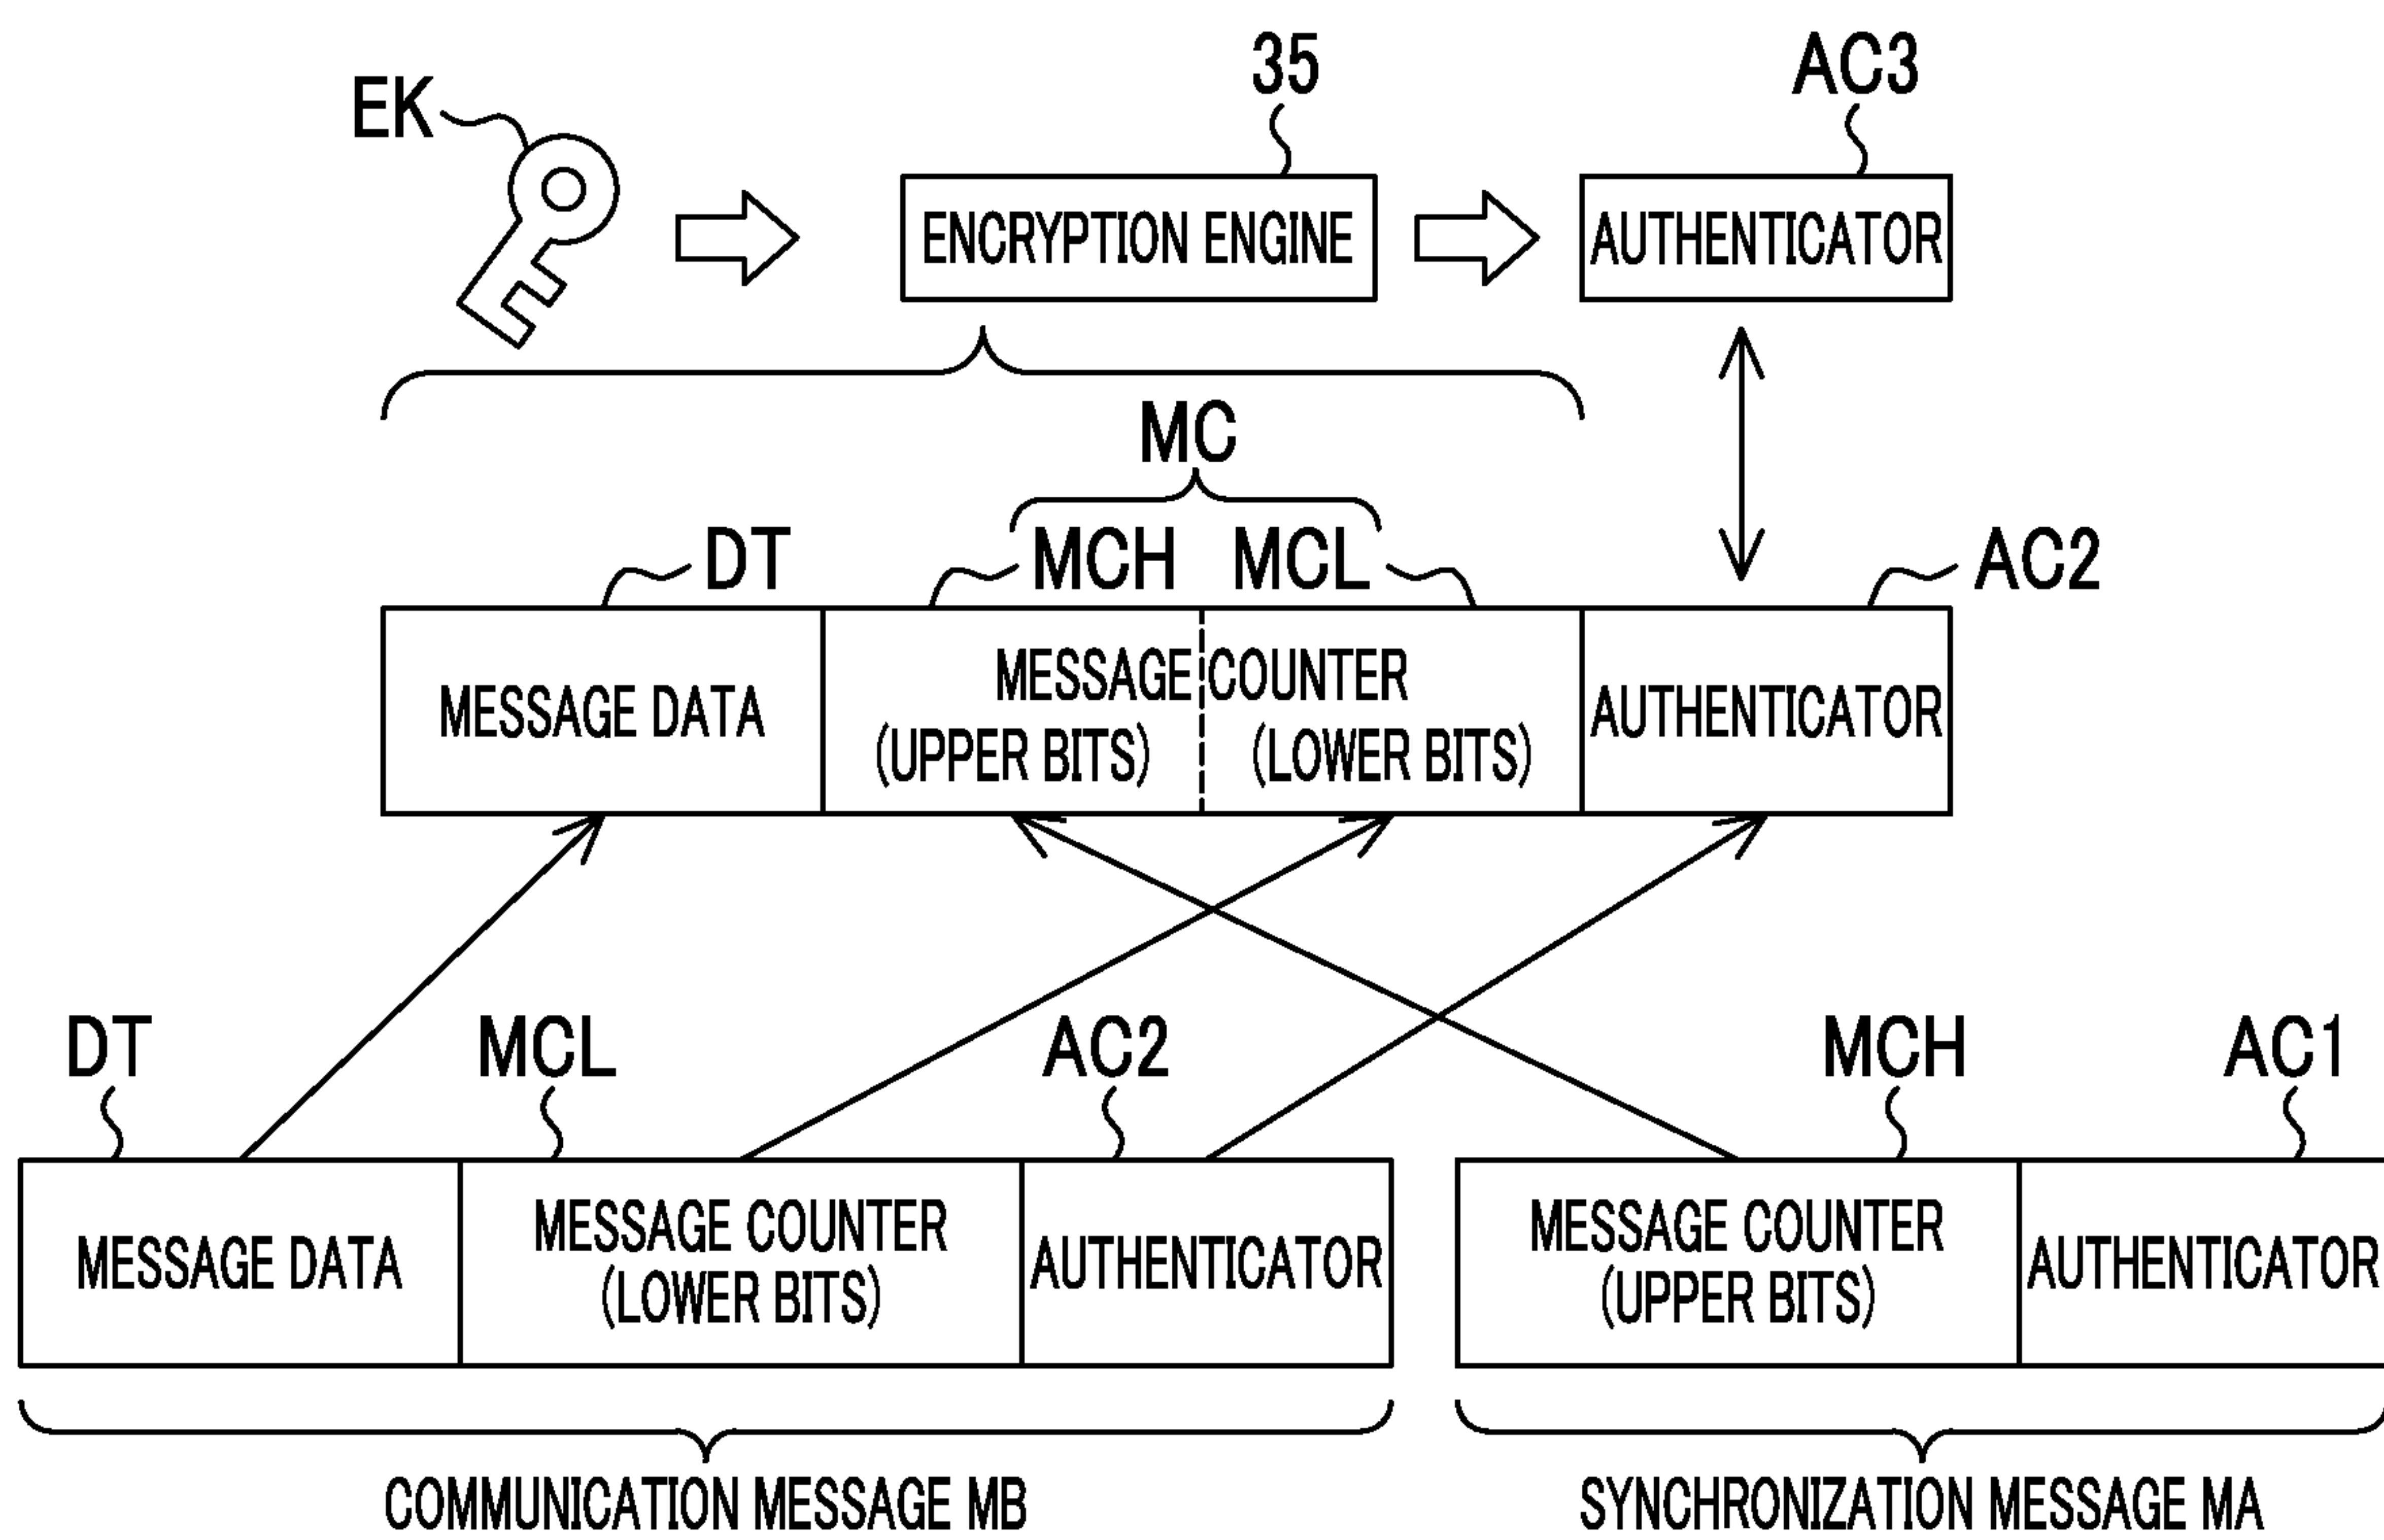 35
AC3
EK
ENCRYPTION ENGINE
AUTHENTICATOR
MC
DT
MCH
MCL
AC2
MESSAGE DATA
MESSAGE COUNTER
(UPPER BITS)
(LOWER BITS)
AUTHENTICATOR
DT
MCL
AC2
MCH
AC1
MESSAGE DATA
MESSAGE COUNTER
(LOWER BITS)
AUTHENTICATOR
MESSAGE COUNTER
(UPPER BITS)
AUTHENTICATOR
COMMUNICATION MESSAGE MB
SYNCHRONIZATION MESSAGE MA